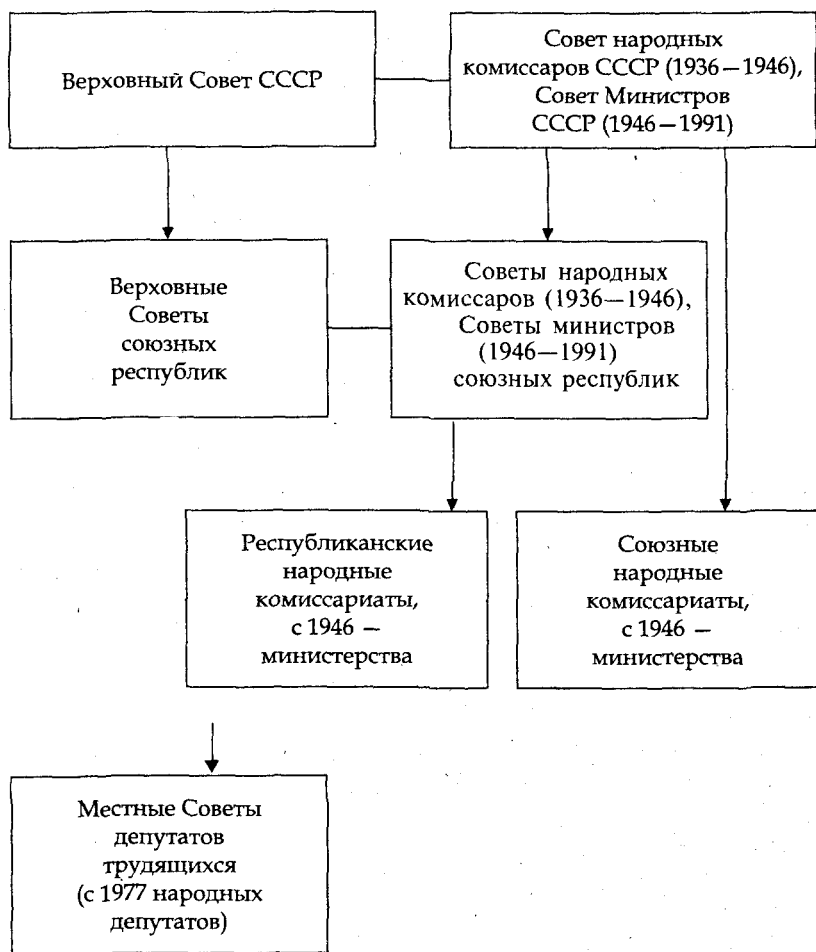 Верховный Совет СССР
Совет народных
комиссаров СССР (1936—1946),
Совет Министров
СССР (1946—1991)
Верховные
Советы
союзных
республик
Советы народных
комиссаров (1936—1946),
Советы министров
(1946—1991)
союзных республик
Республиканские
народные
комиссариаты,
с 1946 —
министерства
Союзные
народные
комиссариаты,
с 1946 —
министерства
Местные Советы
депутатов
трудящихся
(с 1977 народных
депутатов)